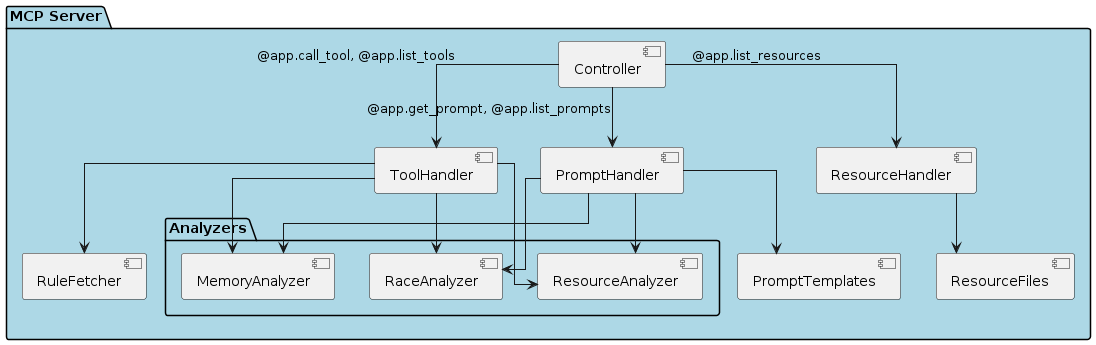 MCP Server
@app.call_tool, @app.list_tools
Controller
@app.list_resources
@app.get_prompt, @app.list_prompts
ToolHandler
PromptHandler
ResourceHandler
Analyzers
RuleFetcher
MemoryAnalyzer
RaceAnalyzer
ResourceAnalyzer
PromptTemplates
ResourceFiles